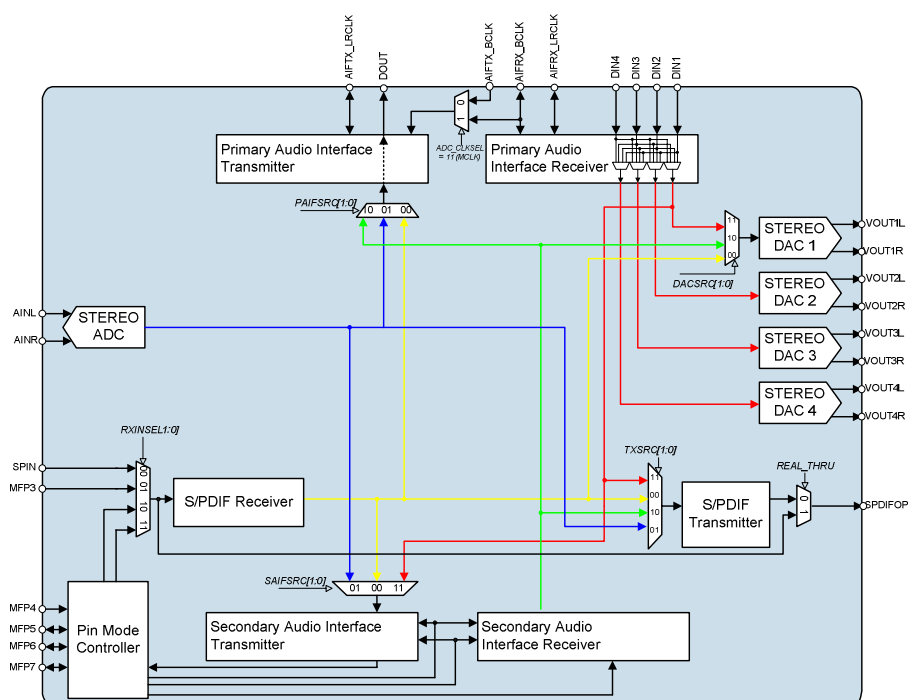 AIFTX_LRCLK
DOUT
AIFTX_BCLK
AIFRX_BCLK
AIFRX_LRCLK
DIN4
DIN3
DIN2
DIN1
0
1
ADC_CLKSEL
= 11 (MCLK)
Primary Audio Interface
Transmitter
Primary Audio
Interface Receiver
PAIFSRC[1:0]
10 01 00
11
10
00
DACSRC[1:0]
STEREO
DAC 1
VOUT1L
VOUT1R
STEREO
DAC 2
VOUT2L
VOUT2R
STEREO
DAC 3
VOUT3L
VOUT3R
STEREO
DAC 4
VOUT4L
VOUT4R
AINL
AINR
STEREO
ADC
RXINSEL1:0]
SPIN
MFP3
00
01
10
11
S/PDIF Receiver
TXSRC[1:0]
11
00
10
01
S/PDIF
Transmitter
REAL_THRU
0
1
SPDIFOP
SAIFSRC[1:0]
01 00 11
MFP4
MFP5
MFP6
MFP7
Pin Mode
Controller
Secondary Audio Interface
Transmitter
Secondary Audio
Interface Receiver